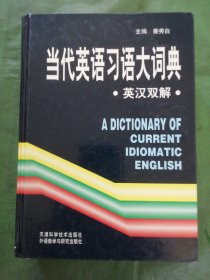 主编 秦秀白
当代英语习语大词典
·英汉双解·
A DICTIONARY OF
CURRENT
IDIOMATIC
ENGLISH
天津科学技术出版社
外语教学与研究出版社